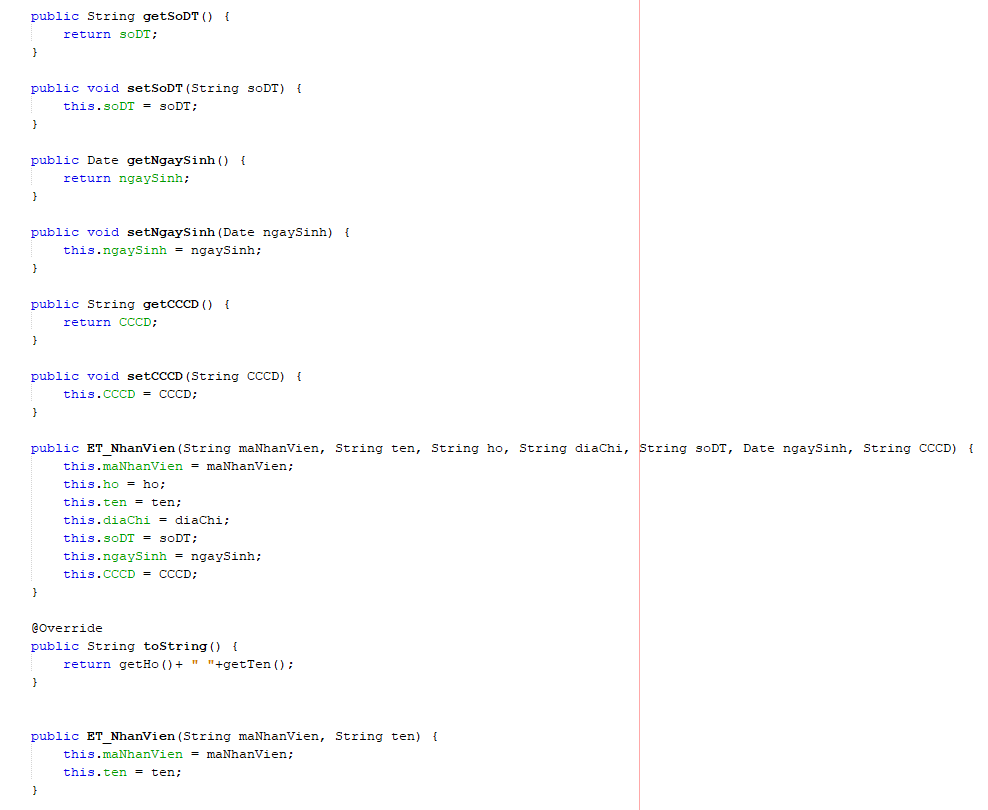 public String getSoDT() {
    return soDT;
}

public void setSoDT(String soDT) {
    this.soDT = soDT;
}

public Date getNgaySinh() {
    return ngaySinh;
}

public void setNgaySinh(Date ngaySinh) {
    this.ngaySinh = ngaySinh;
}

public String getCCCD() {
    return CCCD;
}

public void setCCCD(String CCCD) {
    this.CCCD = CCCD;
}

public ET_NhanVien(String maNhanVien, String ten, String ho, String diaChi, String soDT, Date ngaySinh, String CCCD) {
    this.maNhanVien = maNhanVien;
    this.ho = ho;
    this.ten = ten;
    this.diaChi = diaChi;
    this.soDT = soDT;
    this.ngaySinh = ngaySinh;
    this.CCCD = CCCD;
}

@Override
public String toString() {
    return getHo()+ " "+getTen();
}


public ET_NhanVien(String maNhanVien, String ten) {
    this.maNhanVien = maNhanVien;
    this.ten = ten;
}